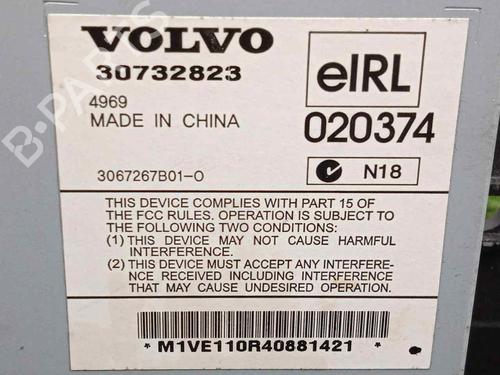 VOLVO
30732823
4969
MADE IN CHINA
3067267B01-O
eIRL
020374
N18
THIS DEVICE COMPLIES WITH PART 15 OF
THE FCC RULES. OPERATION IS SUBJECT TO
THE FOLLOWING TWO CONDITIONS:
(1) THIS DEVICE MAY NOT CAUSE HARMFUL
INTERFERENCE.
(2) THIS DEVICE MUST ACCEPT ANY INTERFERE-
NCE RECEIVED INCLUDING INTERFERENCE
THAT MAY CAUSE UNDESIRED OPERATION.
* M1VE110R40881421 *
B-PARTS